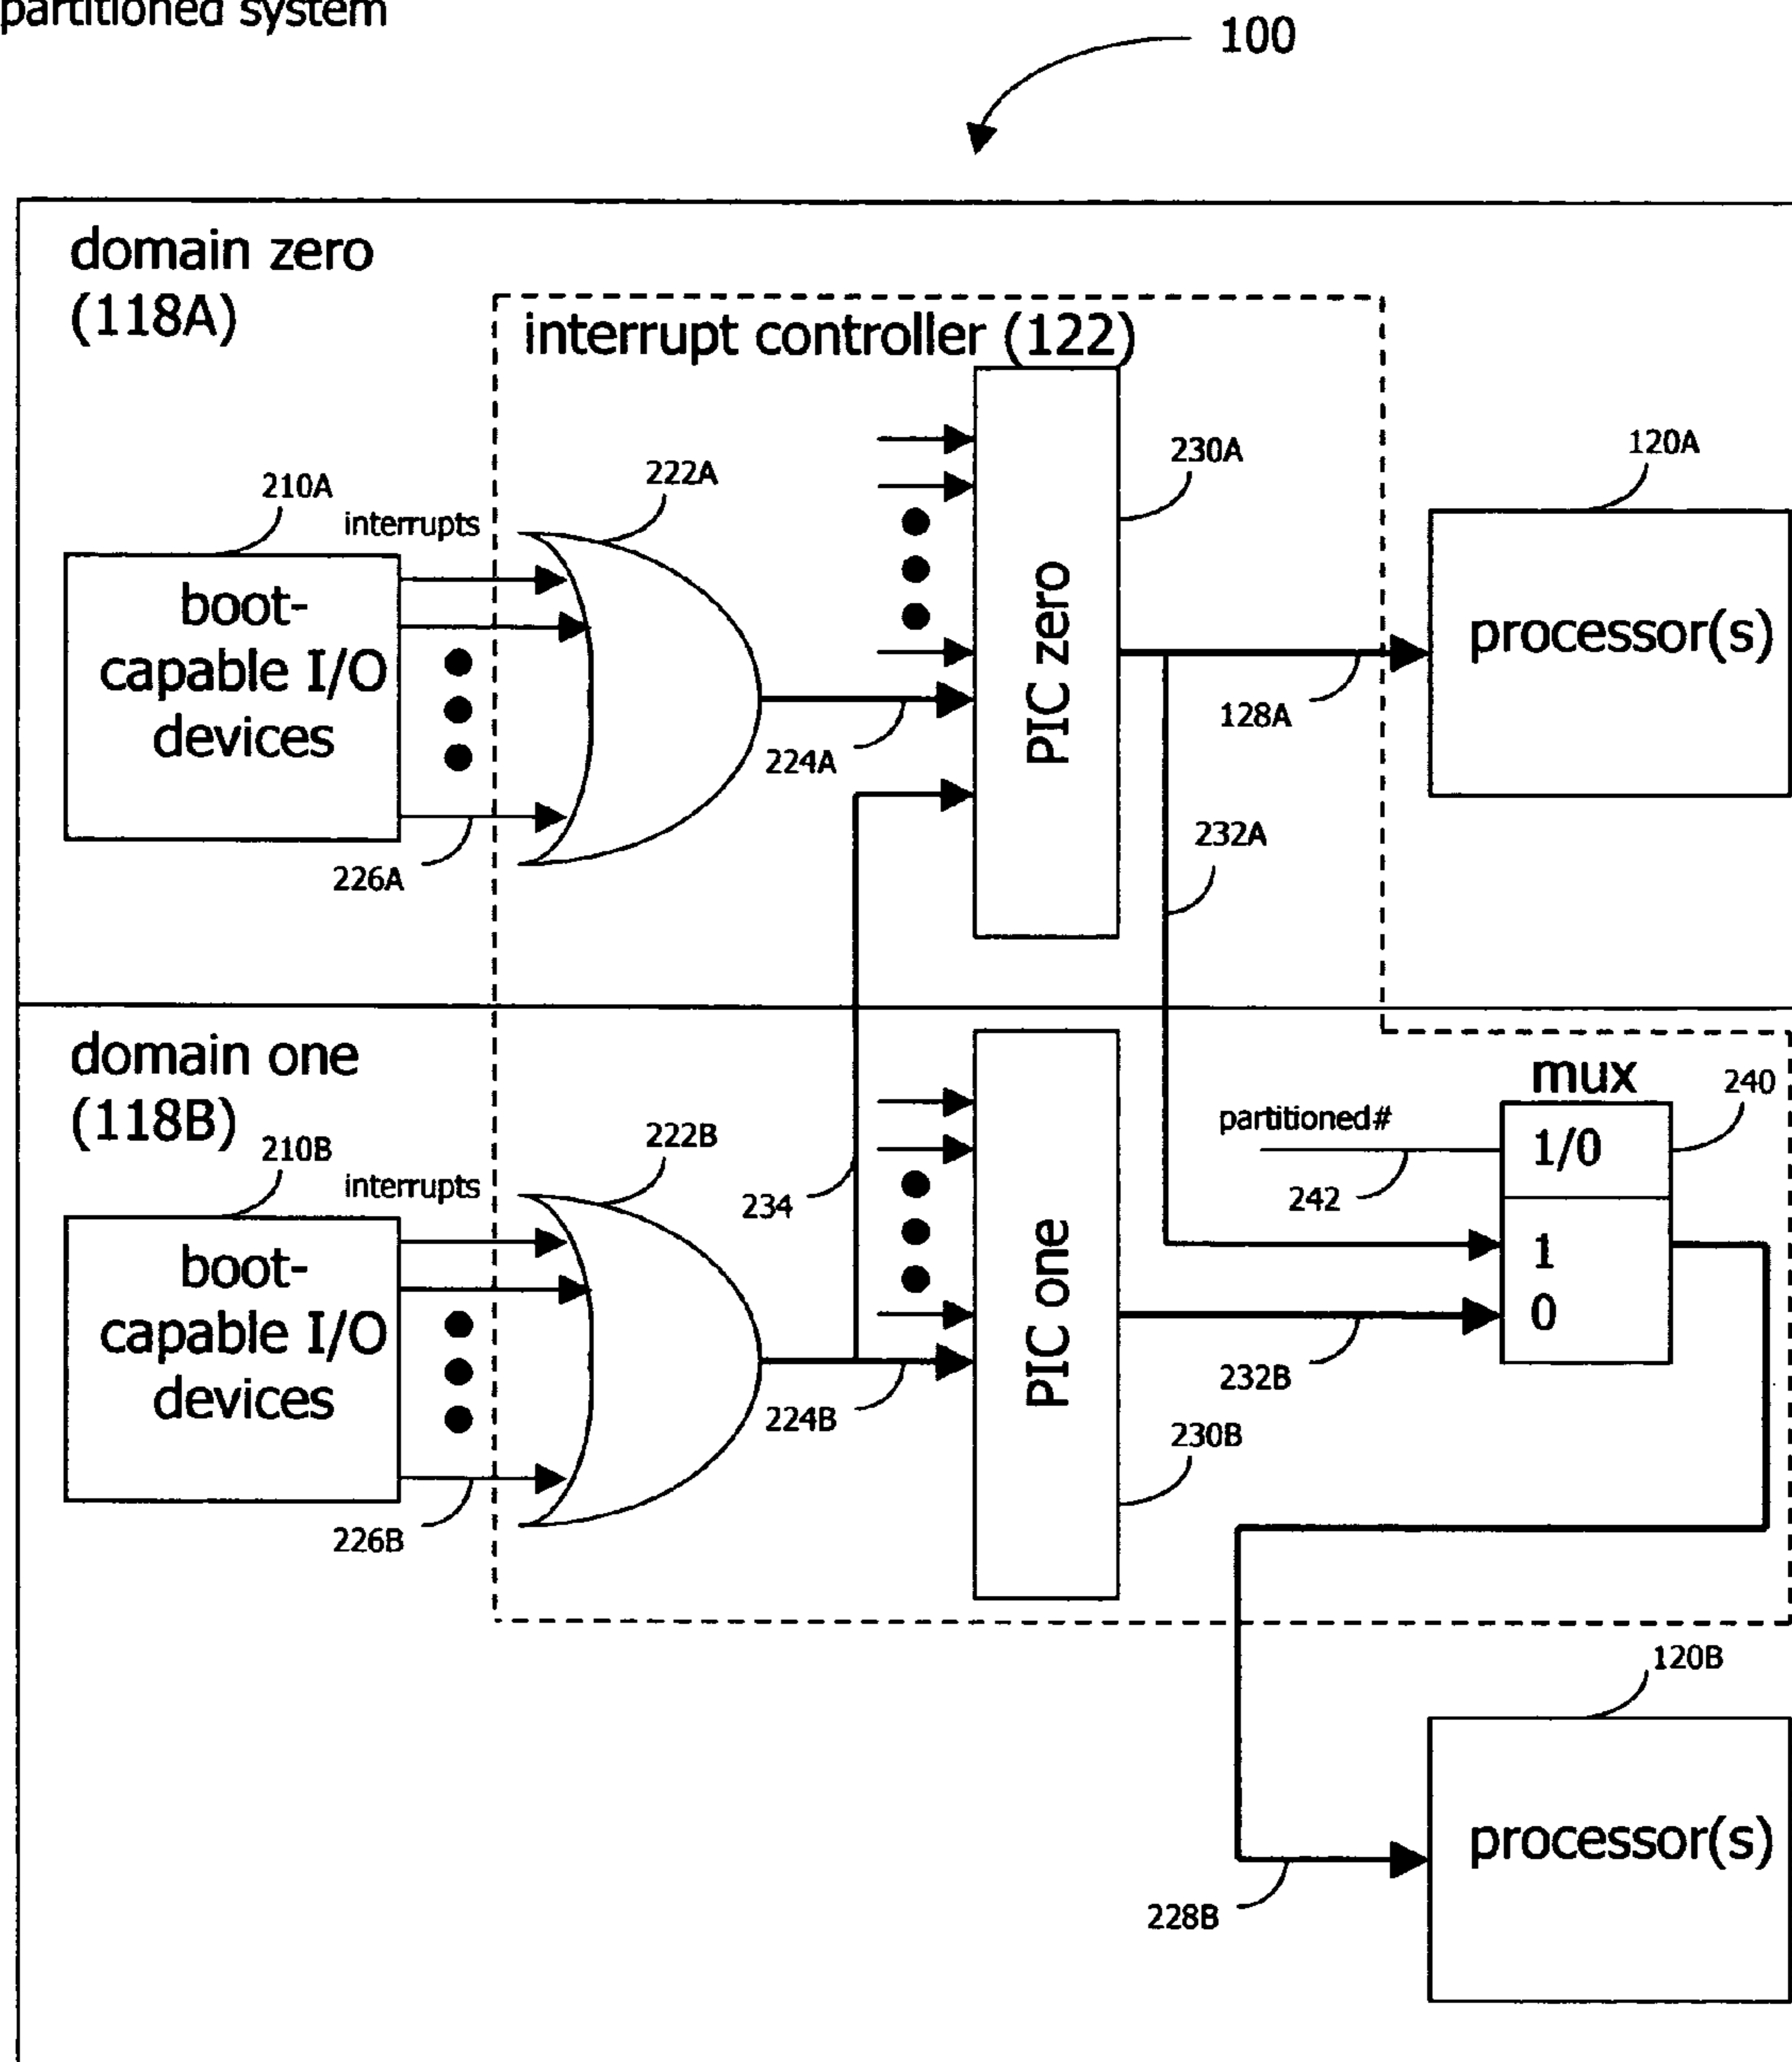 partitioned system
100
domain zero
(118A)
interrupt controller (122)
210A
interrupts
222A
230A
120A
boot-
capable I/O
devices
PIC zero
processor(s)
224A
128A
226A
232A
domain one
(118B)
210B
interrupts
222B
234
mux
240
partitioned#
1/0
242
boot-
capable I/O
devices
PIC one
1
0
224B
232B
230B
226B
120B
processor(s)
228B